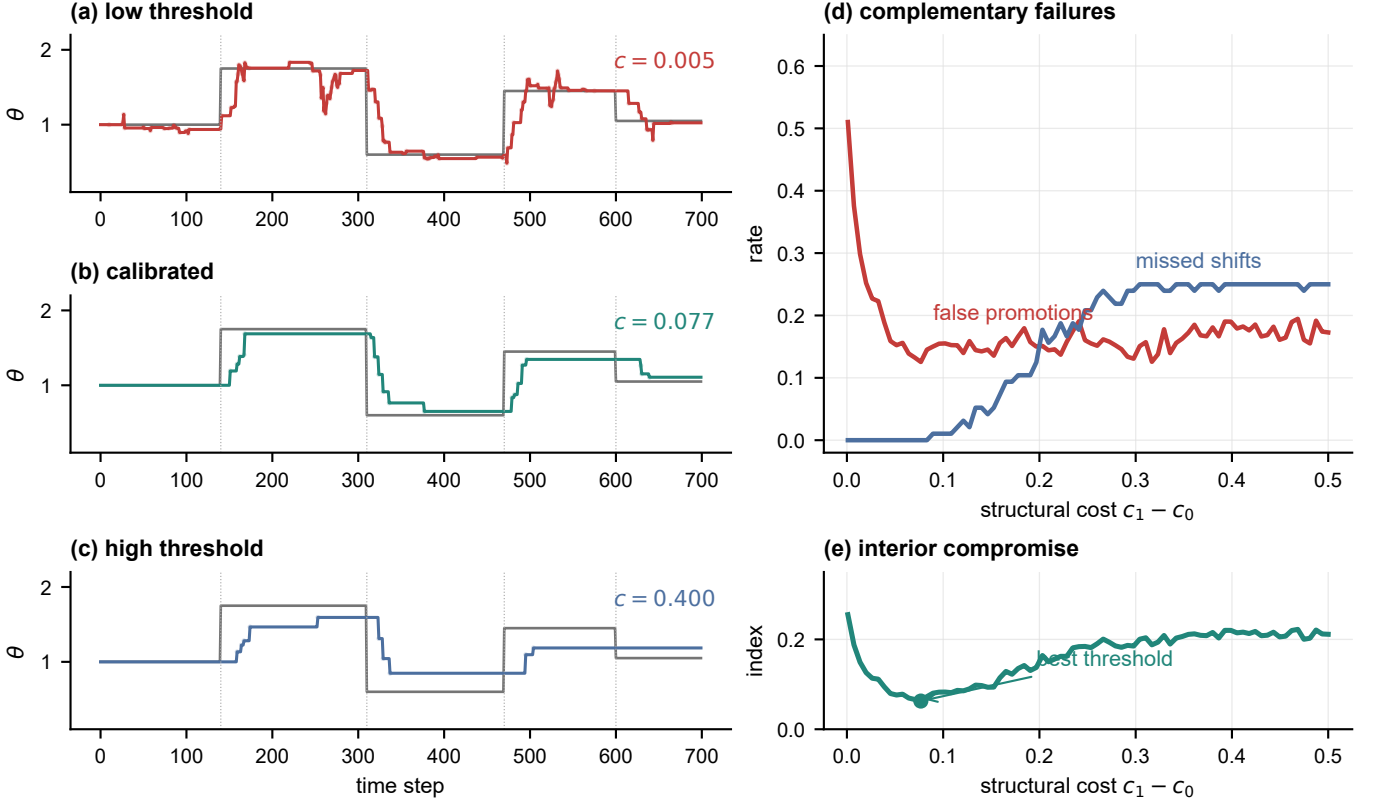 (a) low threshold
2
1
θ
c = 0.005
0 100 200 300 400 500 600 700
(b) calibrated
2
1
θ
c = 0.077
0 100 200 300 400 500 600 700
(c) high threshold
2
1
θ
c = 0.400
0 100 200 300 400 500 600 700
time step
(d) complementary failures
0.6
0.5
0.4
0.3
0.2
0.1
0.0
rate
missed shifts
false promotions
0.0 0.1 0.2 0.3 0.4 0.5
structural cost c₁ − c₀
(e) interior compromise
0.2
0.0
index
best threshold
0.0 0.1 0.2 0.3 0.4 0.5
structural cost c₁ − c₀